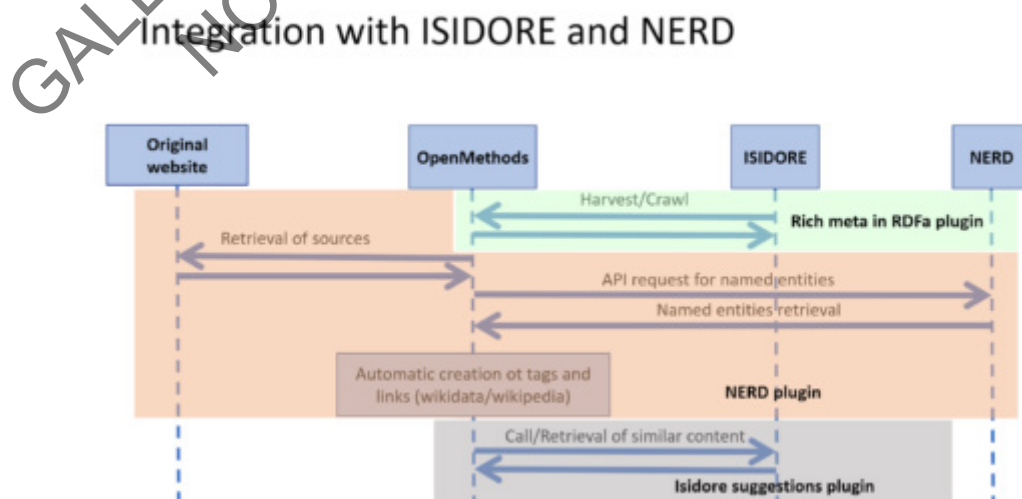 Integration with ISIDORE and NERD
Original
website
OpenMethods
ISIDORE
NERD
Harvest/Crawl
Rich meta in RDFa plugin
Retrieval of sources
API request for named entities
Named entities retrieval
Automatic creation of tags and
links (wikidata/wikipedia)
NERD plugin
Call/Retrieval of similar content
Isidore suggestions plugin